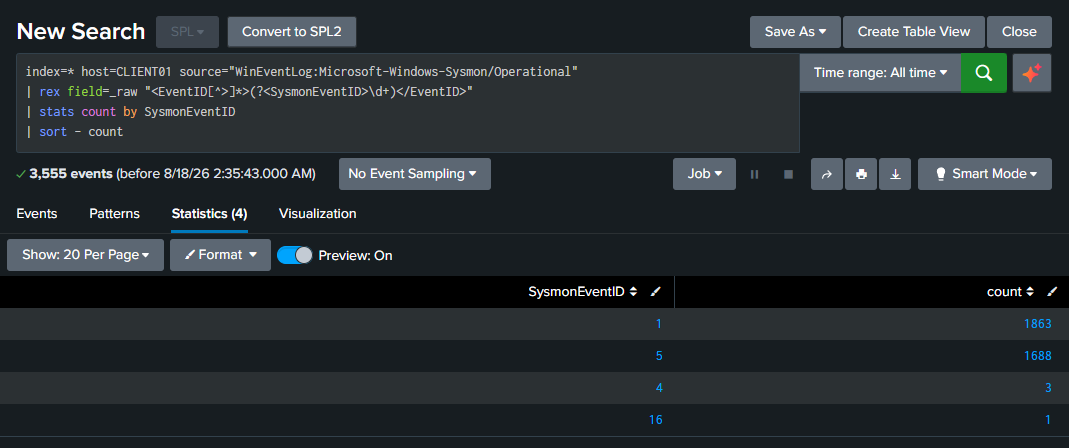 New Search SPL Convert to SPL2 Save As Create Table View Close
index=* host=CLIENT01 source="WinEventLog:Microsoft-Windows-Sysmon/Operational"
| rex field=_raw "<EventID[^>]*>(?<SysmonEventID>\d+)</EventID>"
| stats count by SysmonEventID
| sort - count
Time range: All time
3,555 events (before 8/18/26 2:35:43.000 AM) No Event Sampling Job Smart Mode
Events Patterns Statistics (4) Visualization
Show: 20 Per Page Format Preview: On
SysmonEventID count
1 1863
5 1688
4 3
16 1